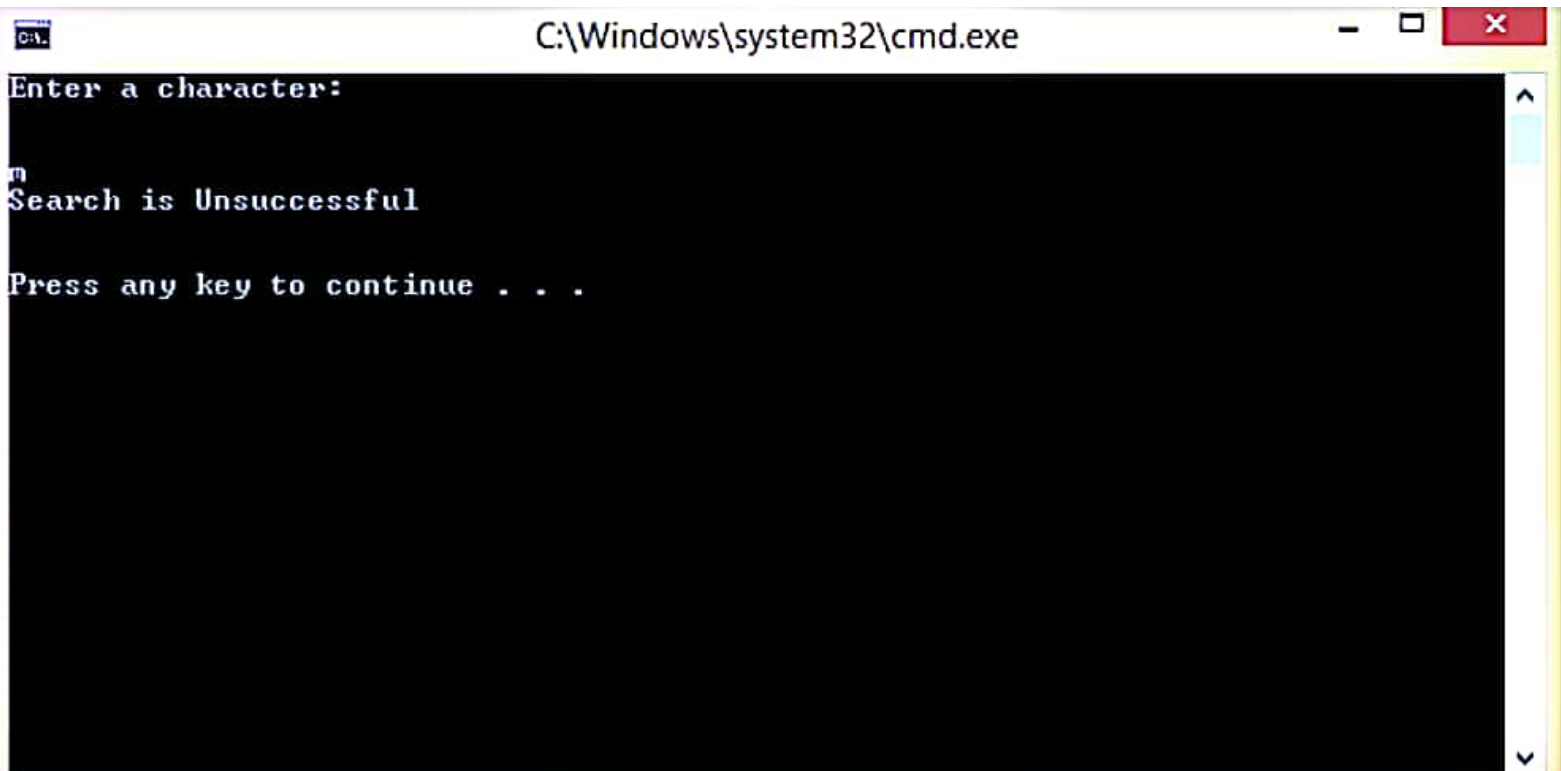 C:\Windows\system32\cmd.exe
Enter a character:
m
Search is Unsuccessful
Press any key to continue . . .